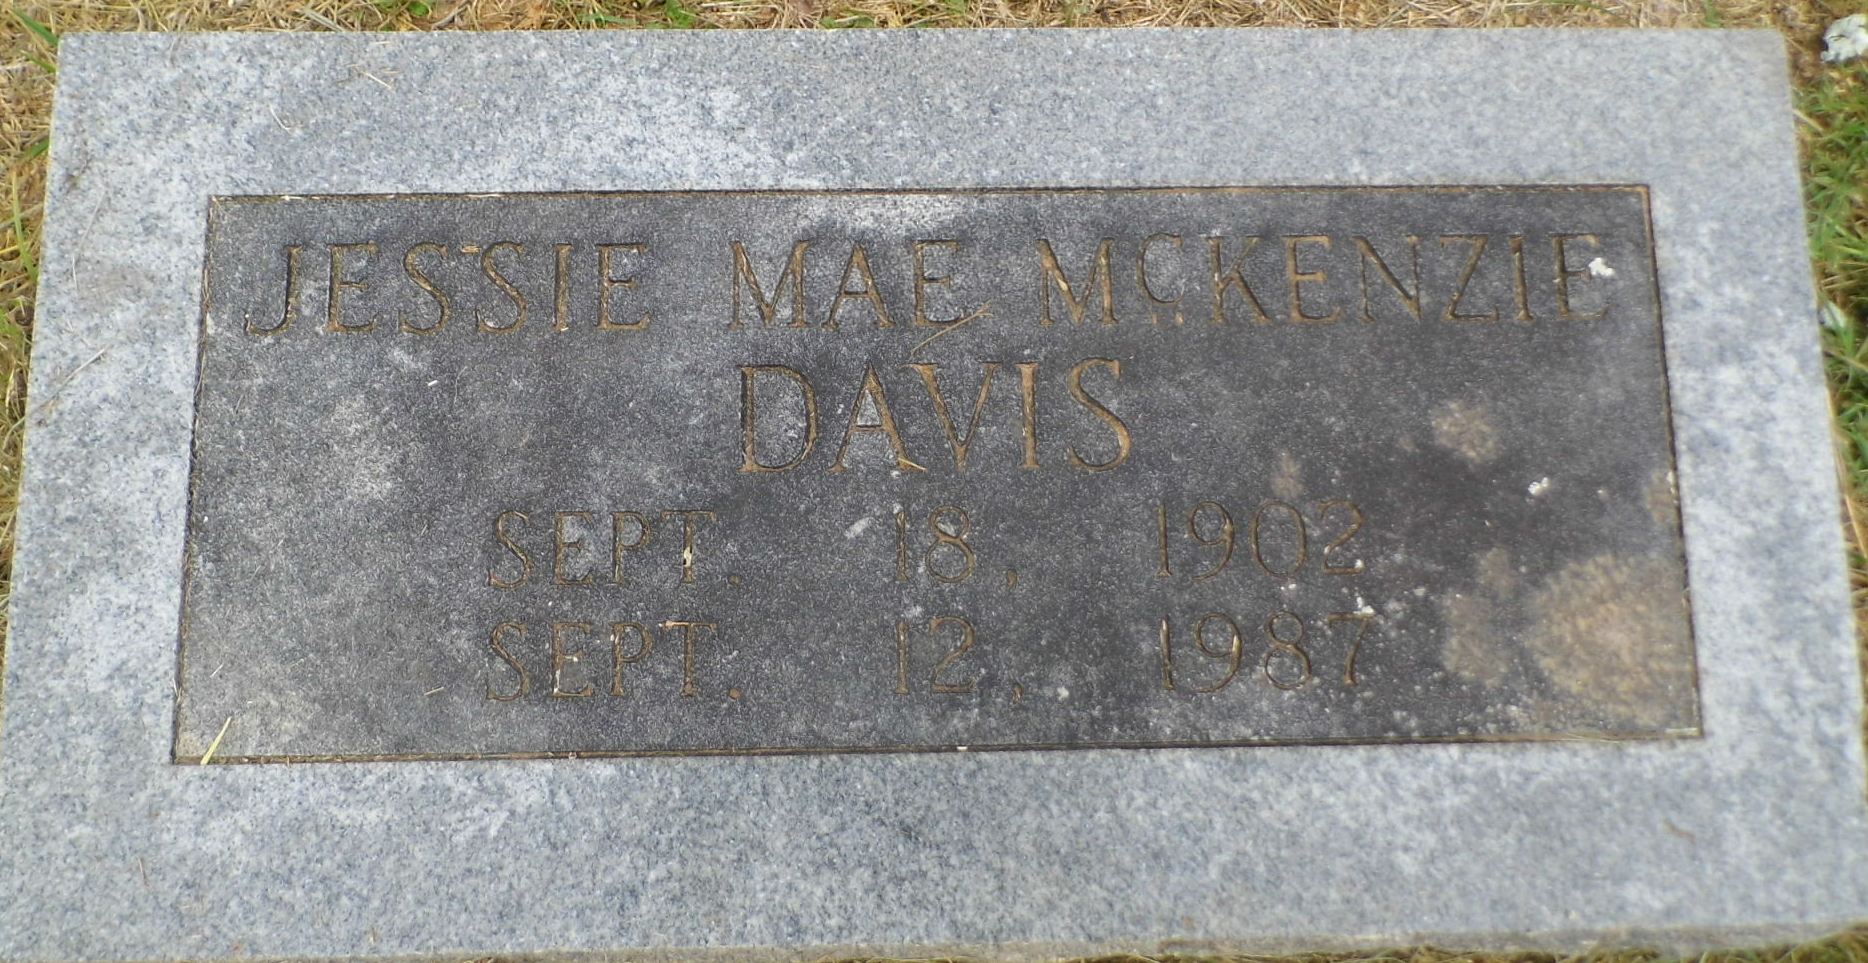 JESSIE MAE McKENZIE
DAVIS
SEPT. 18, 1902
SEPT. 12, 1987